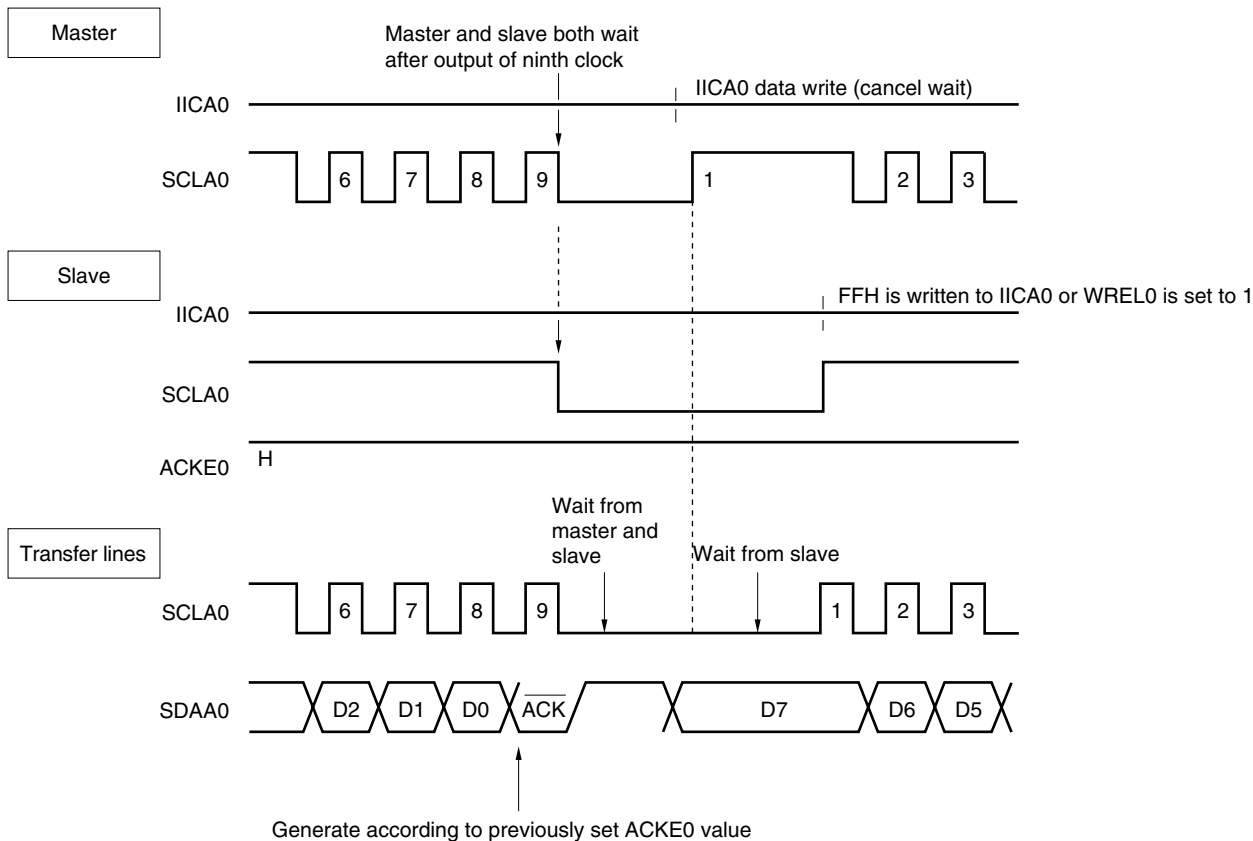 Master
Master and slave both wait
after output of ninth clock
IICA0
IICA0 data write (cancel wait)
SCLA0
6 7 8 9 1 2 3
Slave
IICA0
FFH is written to IICA0 or WREL0 is set to 1
SCLA0
ACKE0
H
Transfer lines
Wait from
master and
slave
Wait from slave
SCLA0
6 7 8 9 1 2 3
SDAA0
D2 D1 D0 ACK D7 D6 D5
Generate according to previously set ACKE0 value